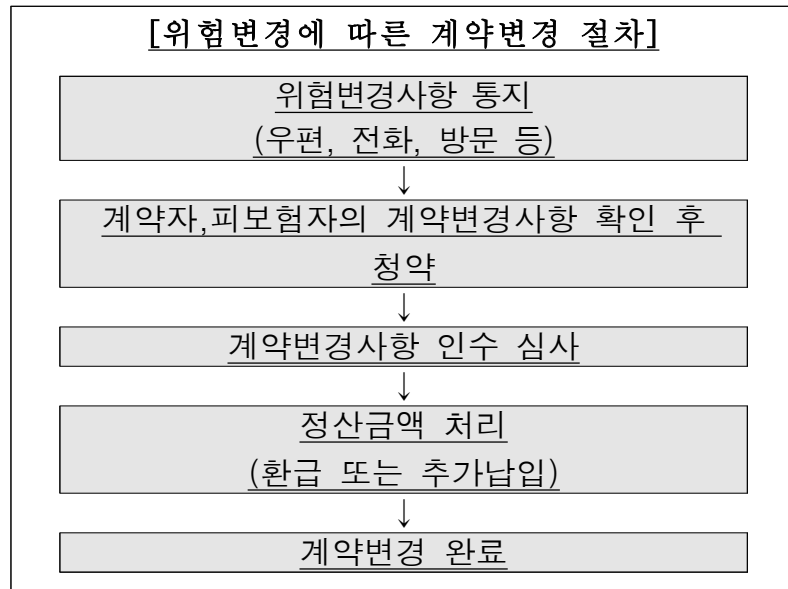 [위험변경에 따른 계약변경 절차]
위험변경사항 통지
(우편, 전화, 방문 등)
↓
계약자,피보험자의 계약변경사항 확인 후
청약
↓
계약변경사항 인수 심사
↓
정산금액 처리
(환급 또는 추가납입)
↓
계약변경 완료